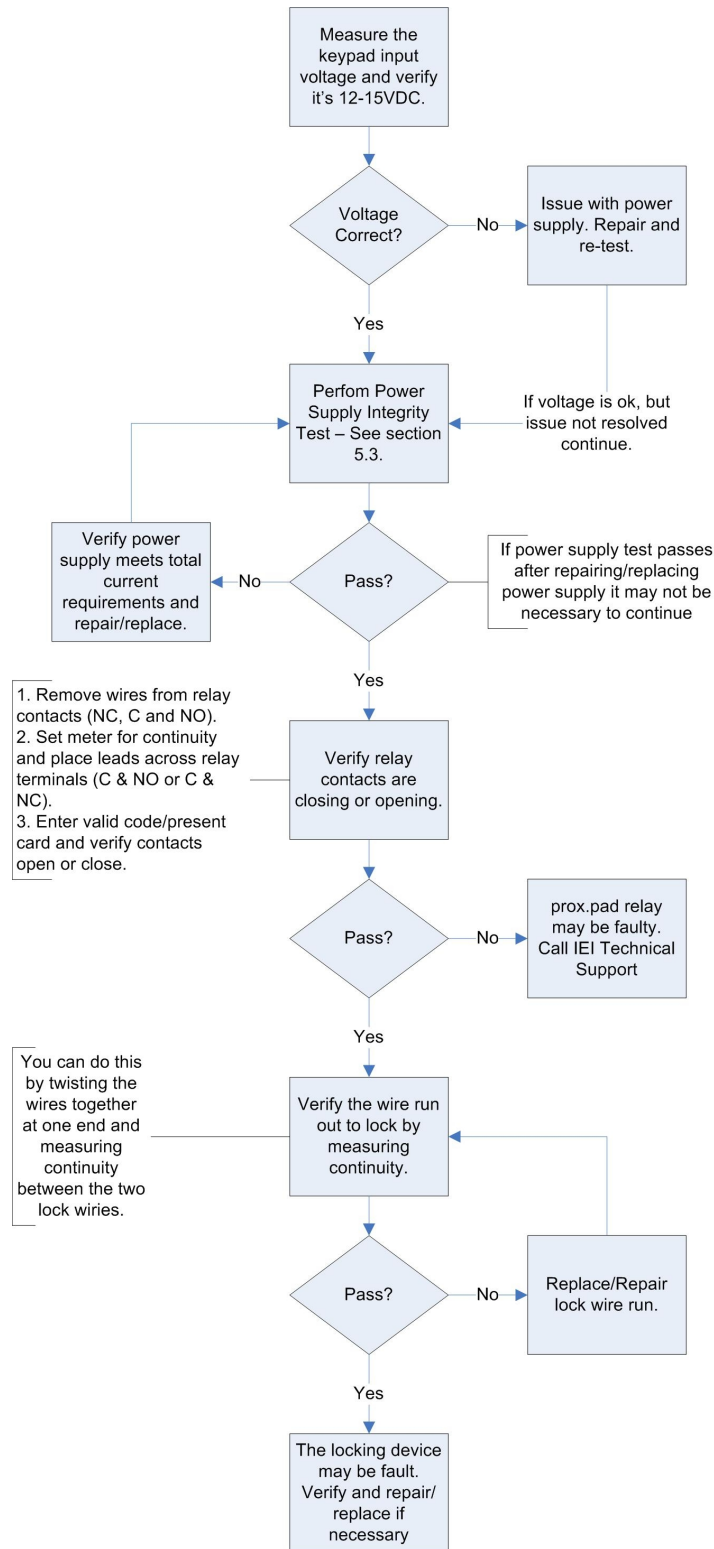 Measure the
keypad input
voltage and verify
it's 12-15VDC.
Voltage
Correct?
No
Issue with power
supply. Repair and
re-test.
Yes
If voltage is ok, but
issue not resolved
continue.
Perfom Power
Supply Integrity
Test – See section
5.3.
Verify power
supply meets total
current
requirements and
repair/replace.
No
Pass?
If power supply test passes
after repairing/replacing
power supply it may not be
necessary to continue
Yes
1. Remove wires from relay
contacts (NC, C and NO).
2. Set meter for continuity
and place leads across relay
terminals (C & NO or C &
NC).
3. Enter valid code/present
card and verify contacts
open or close.
Verify relay
contacts are
closing or opening.
Pass?
No
prox.pad relay
may be faulty.
Call IEI Technical
Support
Yes
You can do this
by twisting the
wires together
at one end and
measuring
continuity
between the two
lock wiries.
Verify the wire run
out to lock by
measuring
continuity.
Pass?
No
Replace/Repair
lock wire run.
Yes
The locking device
may be fault.
Verify and repair/
replace if
necessary